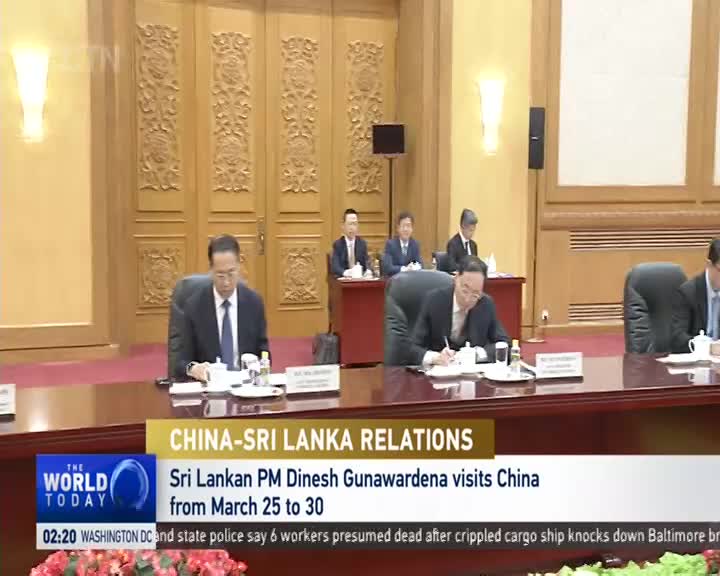 CHINA-SRI LANKA RELATIONS
Sri Lankan PM Dinesh Gunawardena visits China
from March 25 to 30
THE
WORLD
TODAY
02:20 WASHINGTON DC
and state police say 6 workers presumed dead after crippled cargo ship knocks down Baltimore br